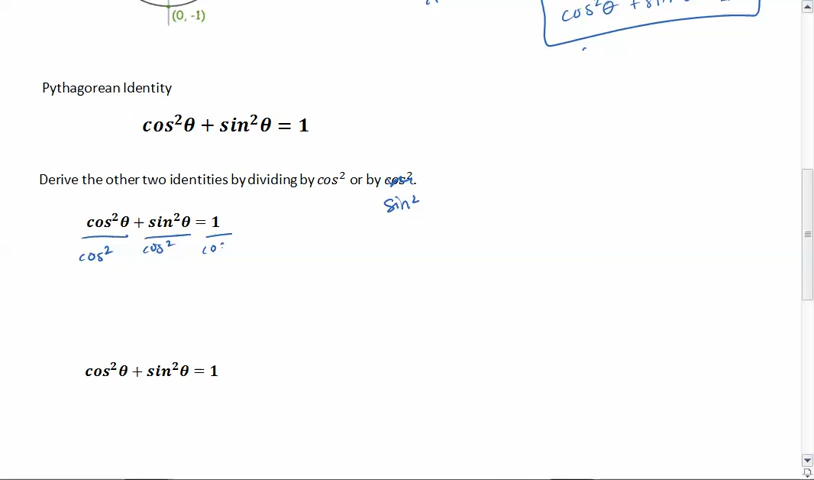 (0, -1)
cos²θ
Pythagorean Identity
cos²θ + sin²θ = 1
Derive the other two identities by dividing by cos² or by cos².
sin²
cos²θ + sin²θ = 1
cos² cos²
cos²θ + sin²θ = 1